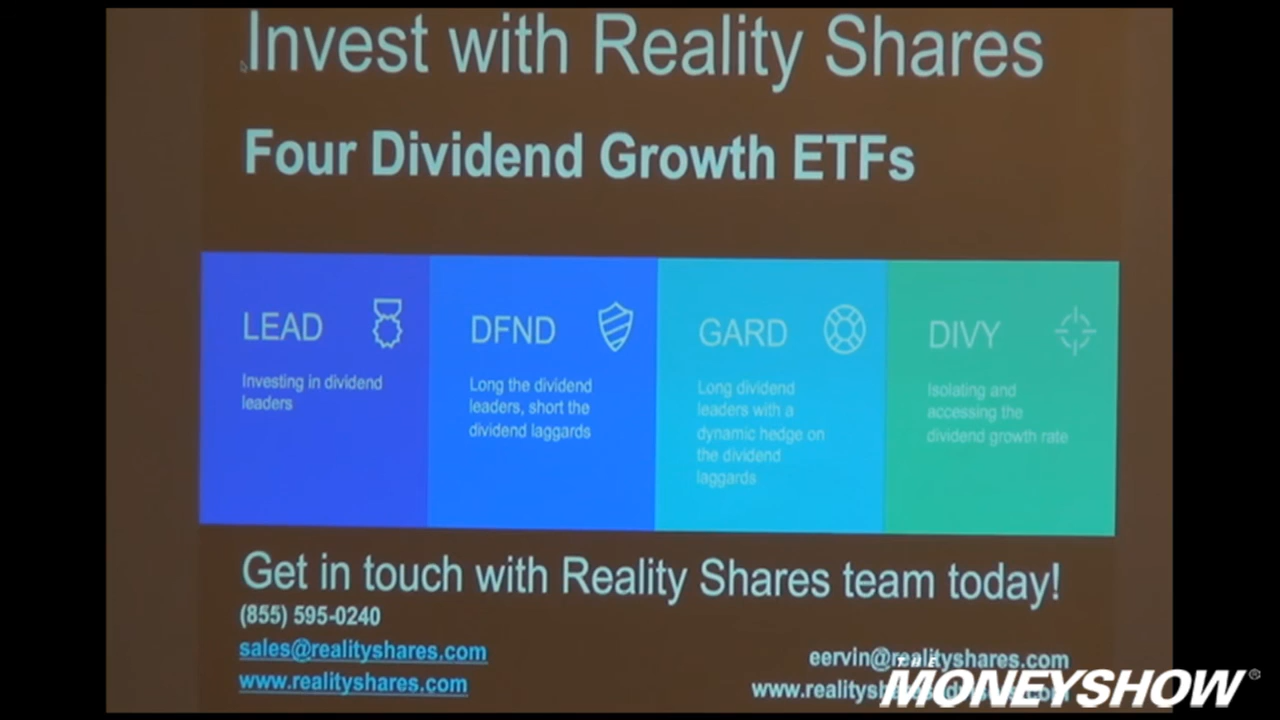 Invest with Reality Shares
Four Dividend Growth ETFs
LEAD
Investing in dividend
leaders
DFND
Long the dividend
leaders, short the
dividend laggards
GARD
Long dividend
leaders with a
dynamic hedge on
the dividend
laggards
DIVY
Isolating and
accessing the
dividend growth rate
Get in touch with Reality Shares team today!
(855) 595-0240
sales@realityshares.com
www.realityshares.com
eervin@realityshares.com
THE
MONEYSHOW®